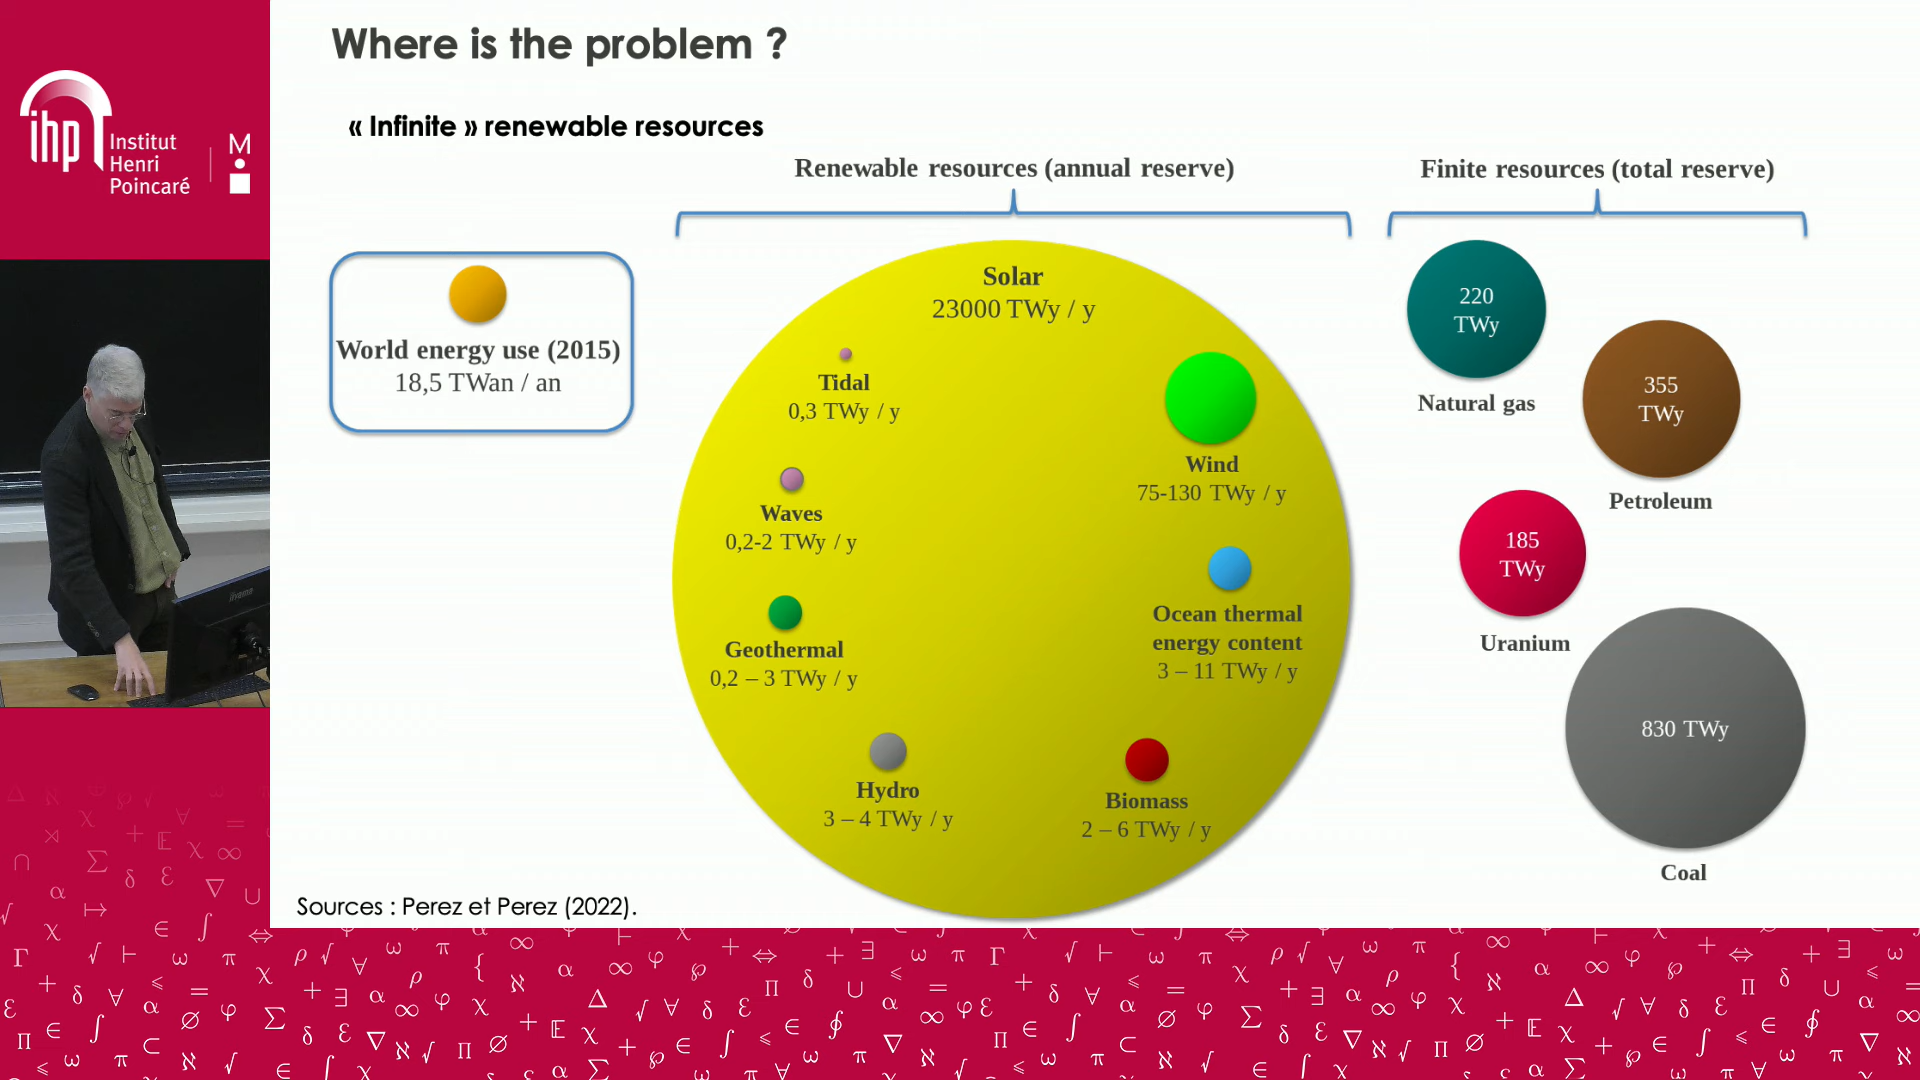 Where is the problem ?
ihp
Institut
Henri
Poincaré
M
« Infinite » renewable resources
Renewable resources (annual reserve)
Finite resources (total reserve)
World energy use (2015)
18,5 TWan / an
Solar
23000 TWy / y
Tidal
0,3 TWy / y
Waves
0,2-2 TWy / y
Geothermal
0,2 – 3 TWy / y
Hydro
3 – 4 TWy / y
Wind
75-130 TWy / y
Ocean thermal
energy content
3 – 11 TWy / y
Biomass
2 – 6 TWy / y
220
TWy
Natural gas
355
TWy
Petroleum
185
TWy
Uranium
830 TWy
Coal
Sources : Perez et Perez (2022).